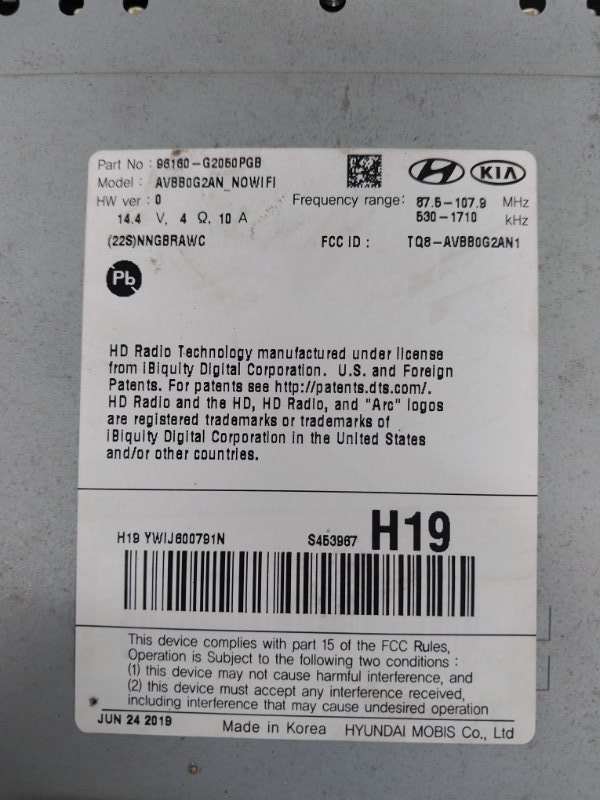 Part No : 96160-G2050PGB
HYUNDAI KIA
Model : AVBB0G2AN_NOWIFI
HW ver : 0
Frequency range: 87.5-107.9 MHz
14.4 V, 4 Ω, 10 A
530-1710 kHz
(22S)NNGBRAWC
FCC ID : TQ8-AVBB0G2AN1
Pb
HD Radio Technology manufactured under license
from iBiquity Digital Corporation. U.S. and Foreign
Patents. For patents see http://patents.dts.com/.
HD Radio and the HD, HD Radio, and "Arc" logos
are registered trademarks or trademarks of
iBiquity Digital Corporation in the United States
and/or other countries.
H19 YWIJ600791N S453967 H19
This device complies with part 15 of the FCC Rules,
Operation is Subject to the following two conditions :
(1) this device may not cause harmful interference, and
(2) this device must accept any interference received,
including interference that may cause undesired operation
JUN 24 2019
Made in Korea HYUNDAI MOBIS Co., Ltd